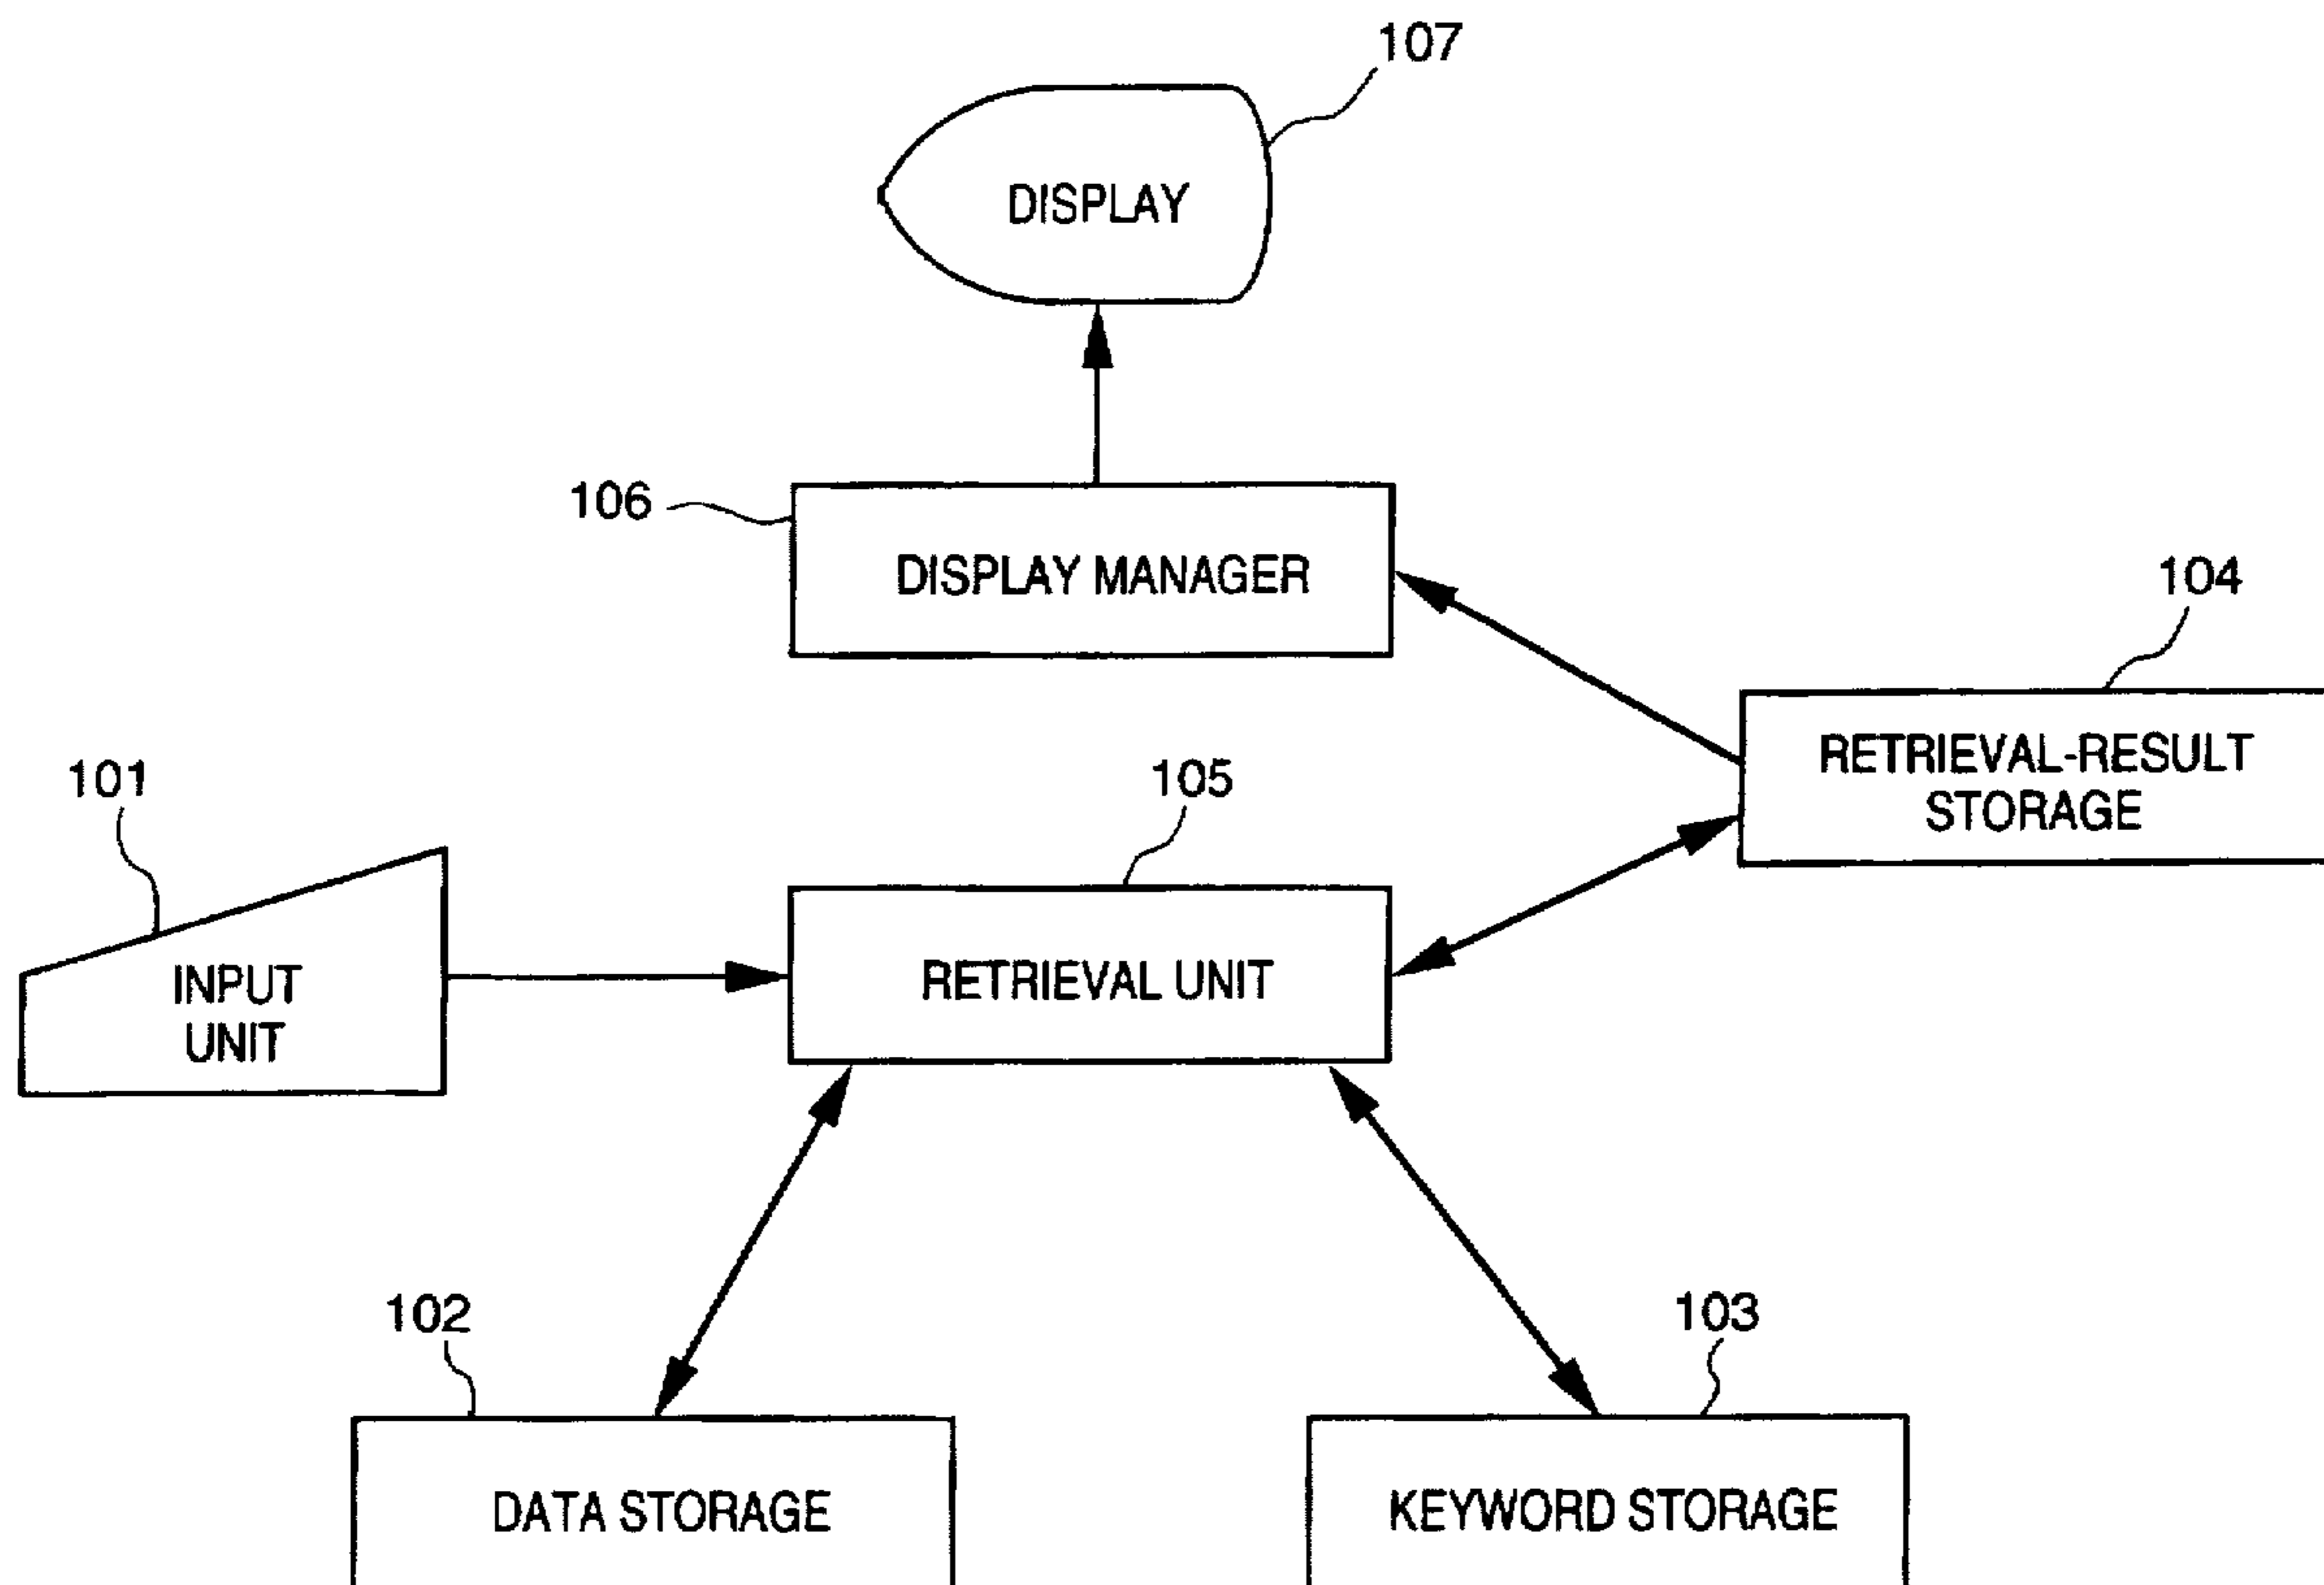 107
DISPLAY
106
DISPLAY MANAGER
104
RETRIEVAL-RESULT
STORAGE
101
105
INPUT
UNIT
RETRIEVAL UNIT
102
103
DATA STORAGE
KEYWORD STORAGE